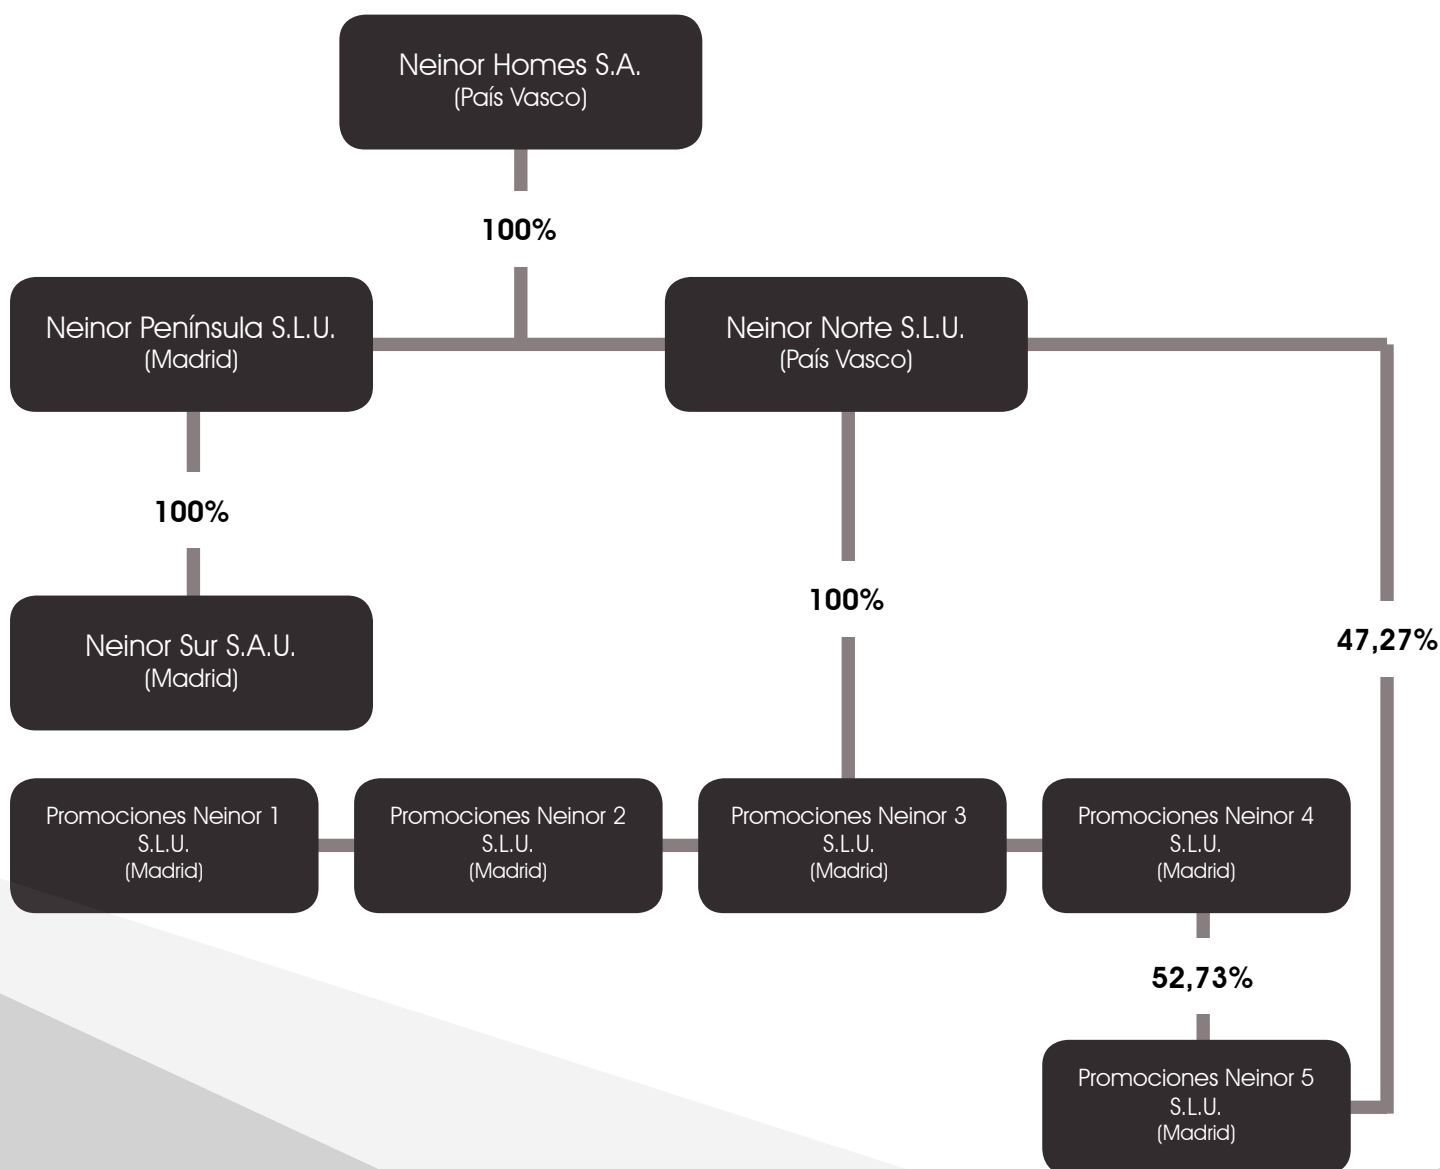 Neinor Homes S.A.
(País Vasco)
100%
Neinor Península S.L.U.
(Madrid)
Neinor Norte S.L.U.
(País Vasco)
100%
100%
47,27%
Neinor Sur S.A.U.
(Madrid)
Promociones Neinor 1
S.L.U.
(Madrid)
Promociones Neinor 2
S.L.U.
(Madrid)
Promociones Neinor 3
S.L.U.
(Madrid)
Promociones Neinor 4
S.L.U.
(Madrid)
52,73%
Promociones Neinor 5
S.L.U.
(Madrid)